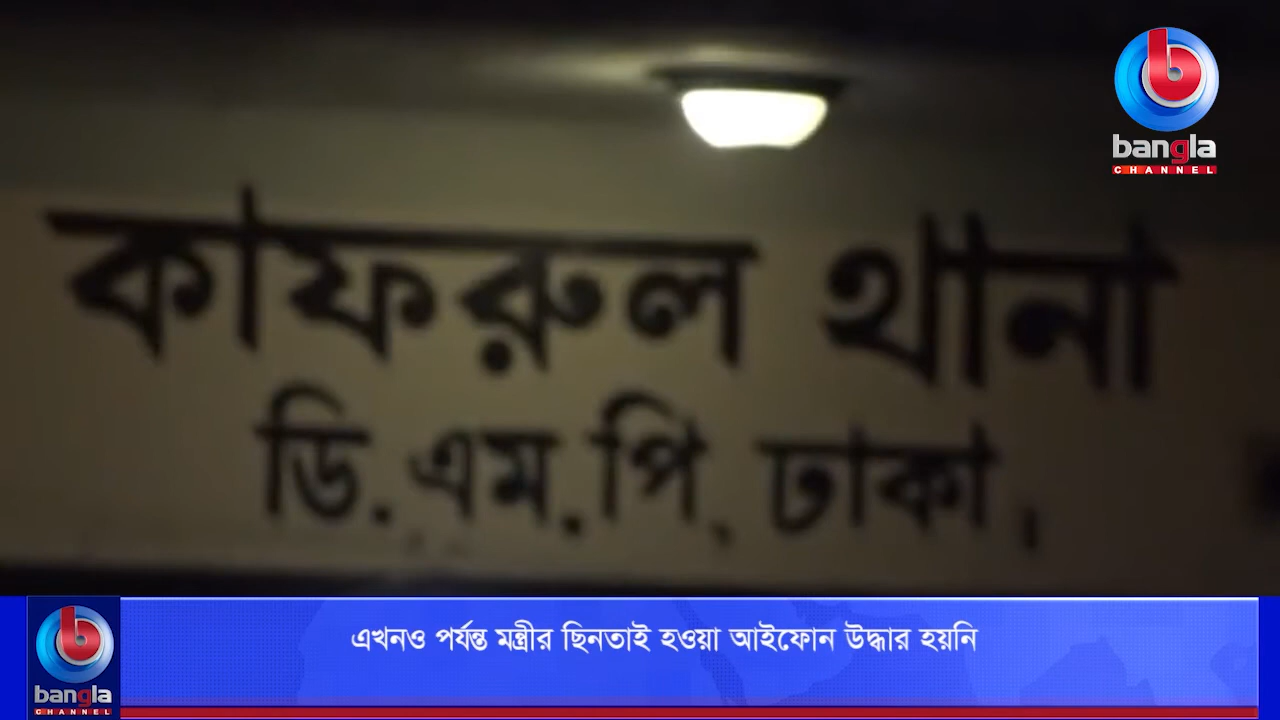 bangla
CHANNEL
কাফরুল থানা
ডি.এম.পি, ঢাকা,
এখনও পর্যন্ত মন্ত্রীর ছিনতাই হওয়া আইফোন উদ্ধার হয়নি
bangla
CHANNEL